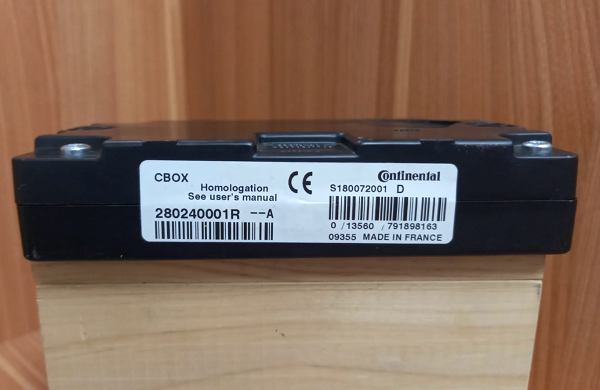 CBOX
Homologation
See user's manual
280240001R --A
CE
Continental
S180072001 D
0 /13560 / 791898163
09355 MADE IN FRANCE